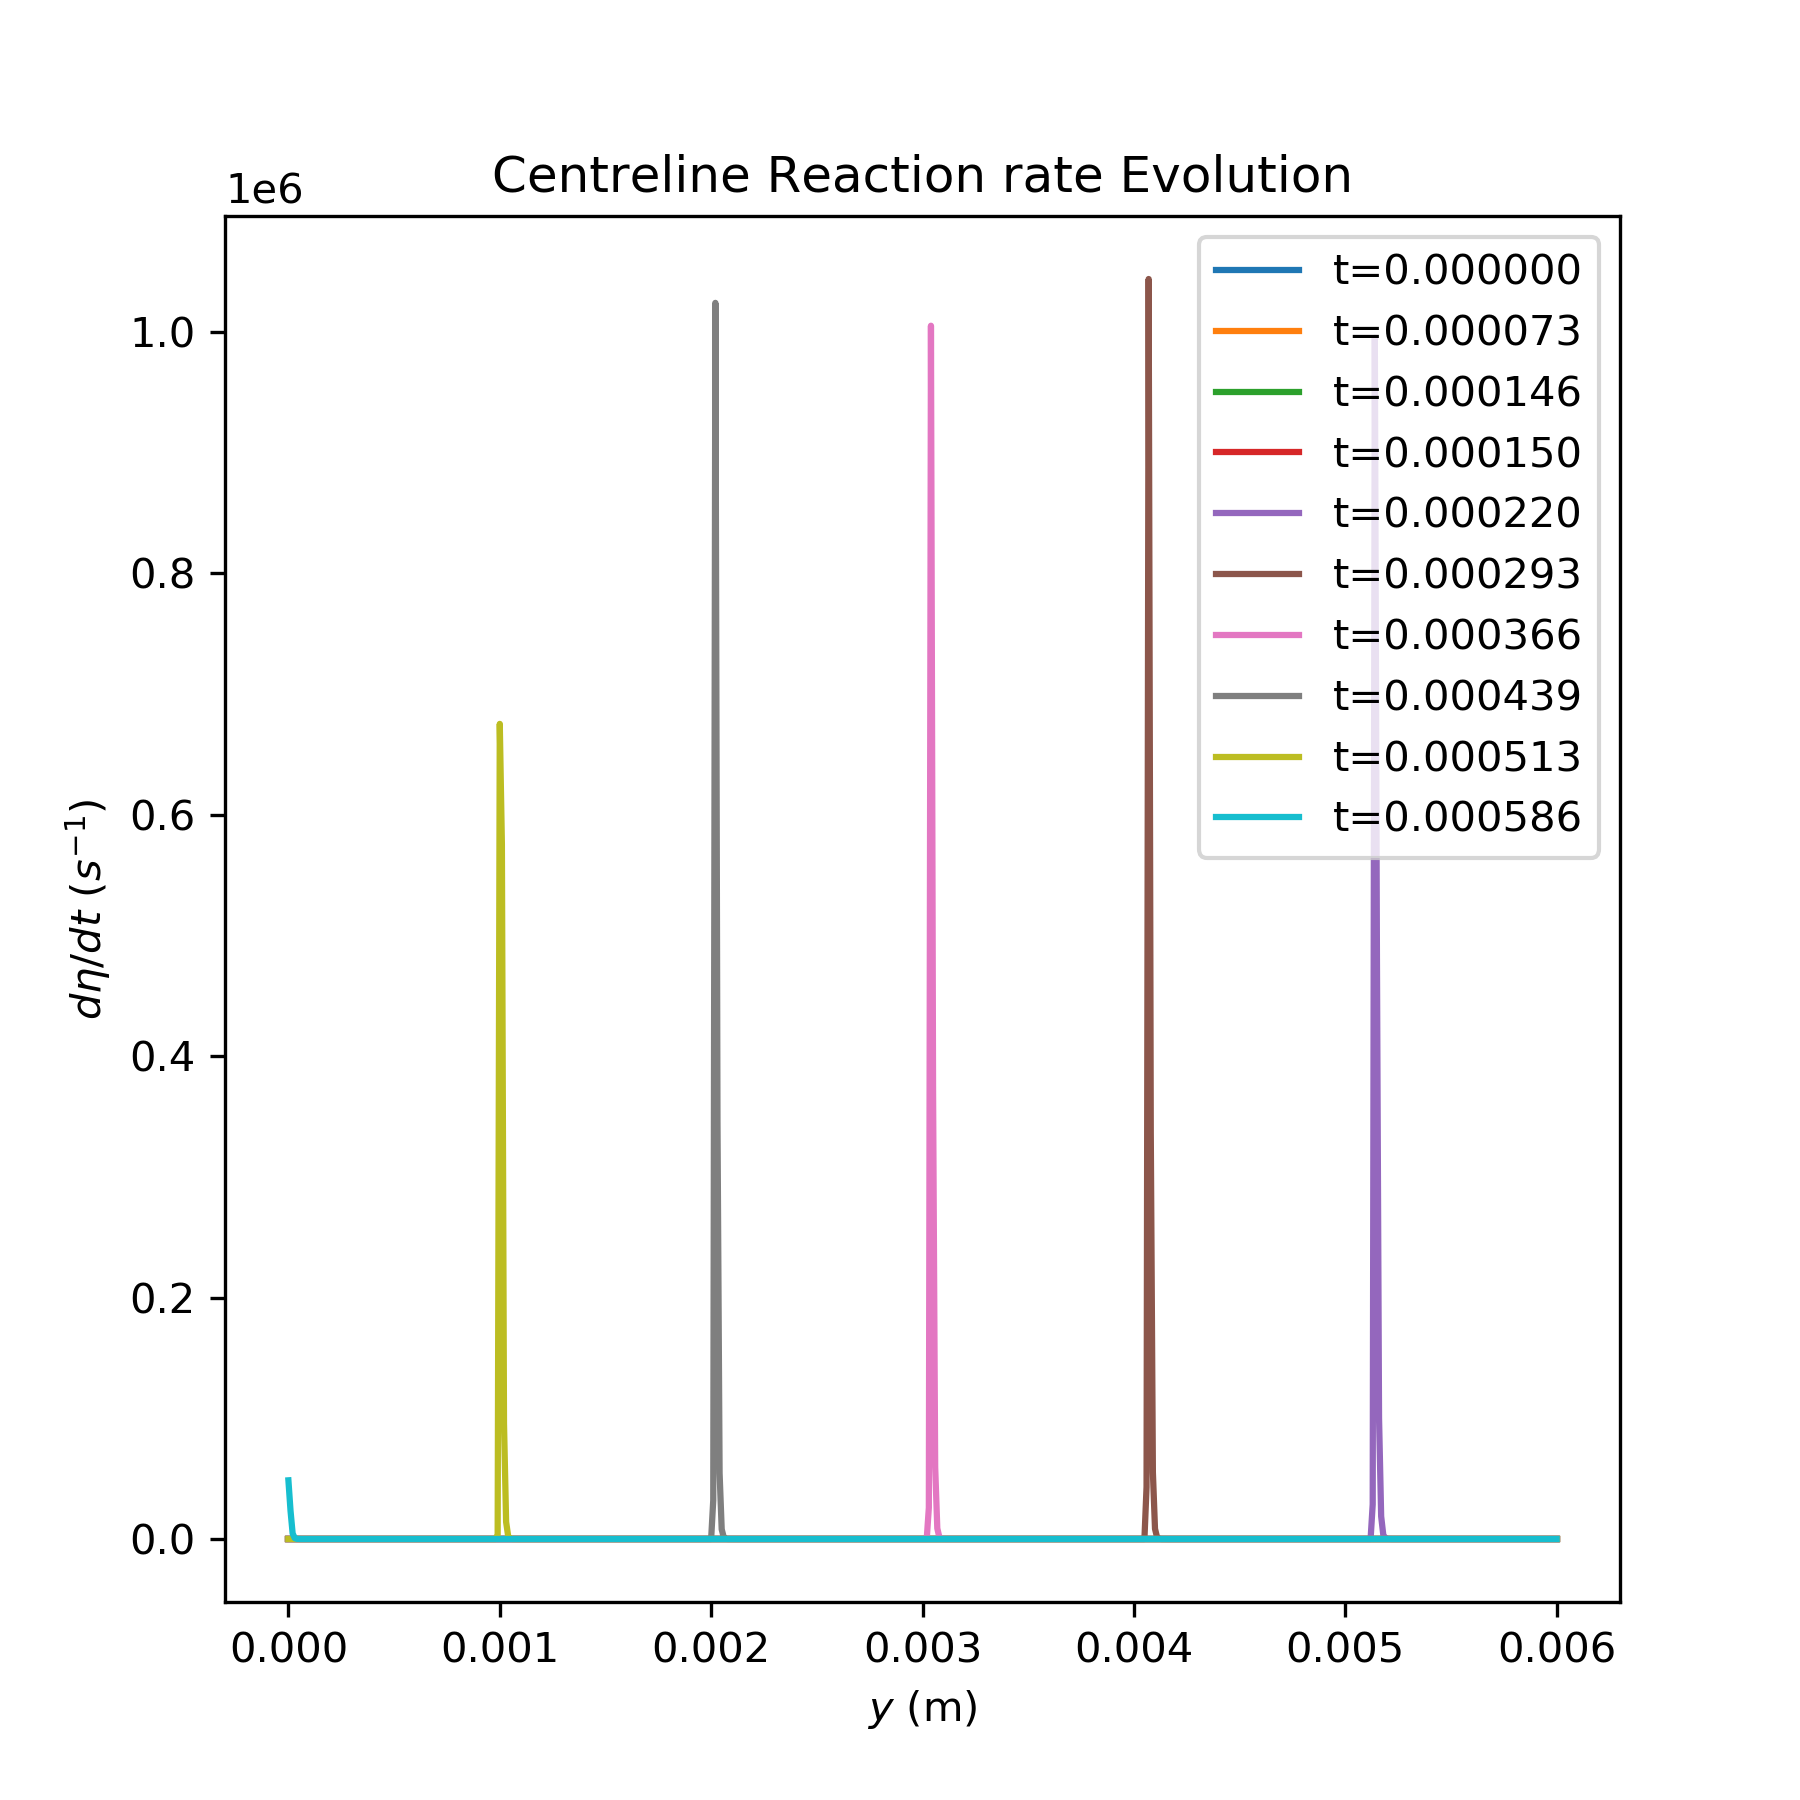 Centreline Reaction rate Evolution
1e6
t=0.000000
t=0.000073
t=0.000146
t=0.000150
t=0.000220
t=0.000293
t=0.000366
t=0.000439
t=0.000513
t=0.000586
1.0
0.8
0.6
0.4
0.2
0.0
dη/dt (s⁻¹)
0.000 0.001 0.002 0.003 0.004 0.005 0.006
y (m)